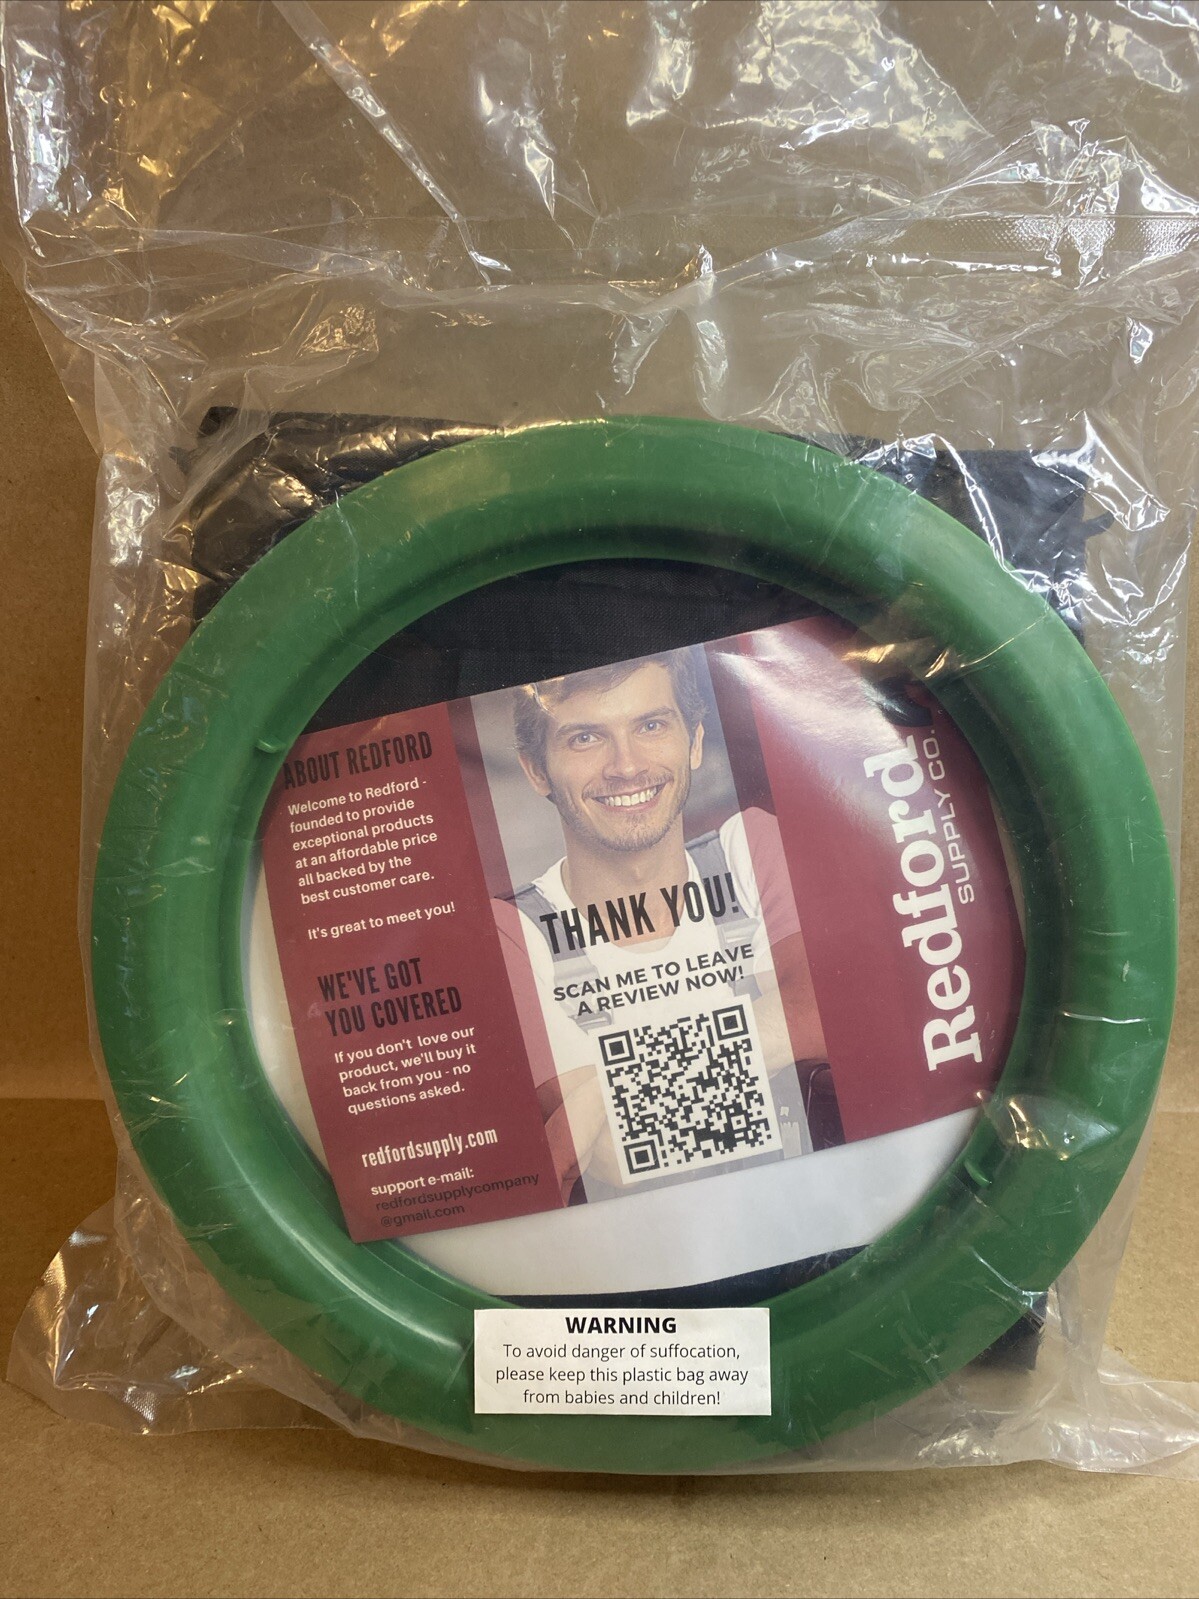 ABOUT REDFORD
Welcome to Redford -
founded to provide
exceptional products
at an affordable price
all backed by the
best customer care.
It's great to meet you!
WE'VE GOT
YOU COVERED
If you don't love our
product, we'll buy it
back from you - no
questions asked.
redfordsupply.com
support e-mail:
redfordsupplycompany
@gmail.com
THANK YOU!
SCAN ME TO LEAVE
A REVIEW NOW!
Redford
SUPPLY CO.
WARNING
To avoid danger of suffocation,
please keep this plastic bag away
from babies and children!